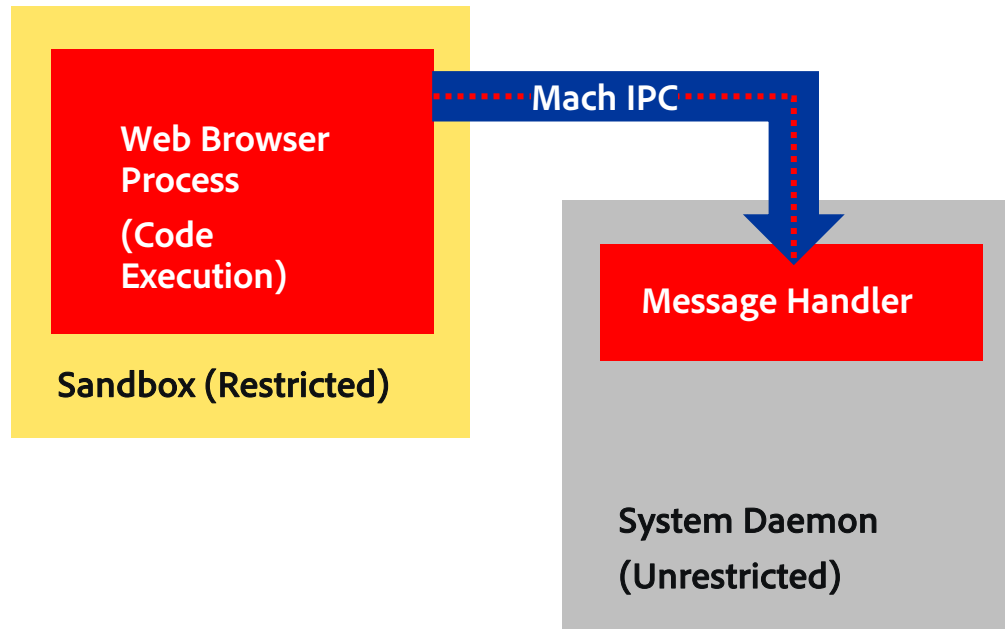 Web Browser
Process
(Code
Execution)
Sandbox (Restricted)
Mach IPC
Message Handler
System Daemon
(Unrestricted)